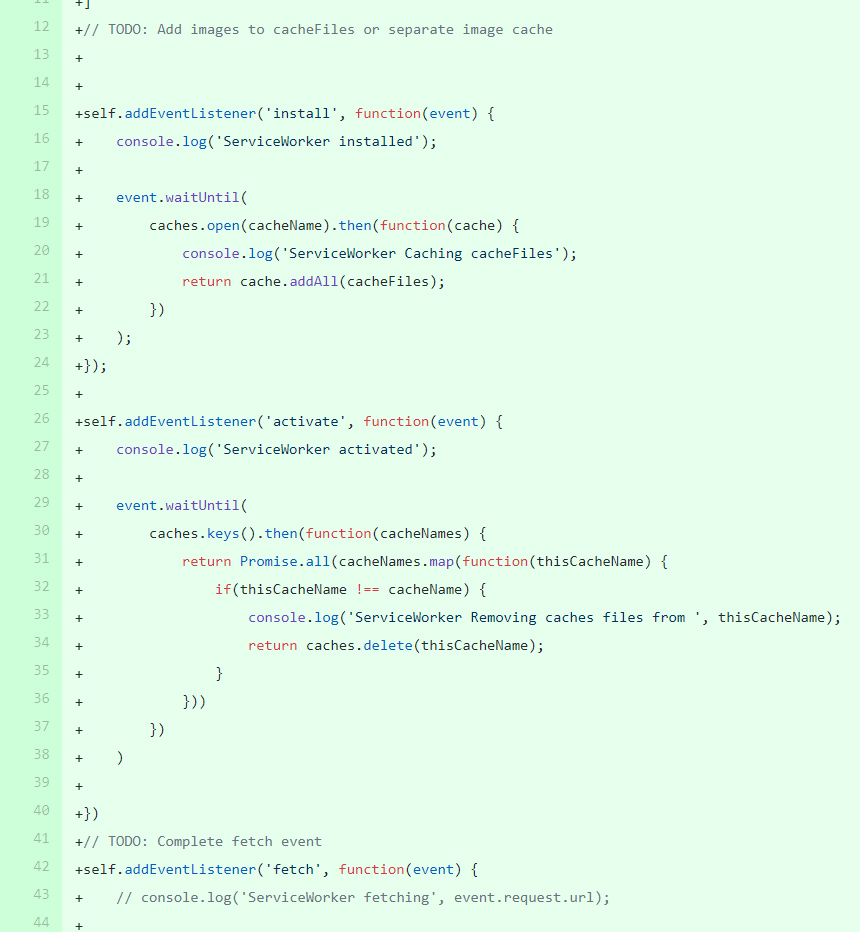 11 +]
12 +// TODO: Add images to cacheFiles or separate image cache
13 +
14 +
15 +self.addEventListener('install', function(event) {
16 +    console.log('ServiceWorker installed');
17 +
18 +    event.waitUntil(
19 +        caches.open(cacheName).then(function(cache) {
20 +            console.log('ServiceWorker Caching cacheFiles');
21 +            return cache.addAll(cacheFiles);
22 +        })
23 +    );
24 +});
25 +
26 +self.addEventListener('activate', function(event) {
27 +    console.log('ServiceWorker activated');
28 +
29 +    event.waitUntil(
30 +        caches.keys().then(function(cacheNames) {
31 +            return Promise.all(cacheNames.map(function(thisCacheName) {
32 +                if(thisCacheName !== cacheName) {
33 +                    console.log('ServiceWorker Removing caches files from ', thisCacheName);
34 +                    return caches.delete(thisCacheName);
35 +                }
36 +            }))
37 +        })
38 +    )
39 +
40 +})
41 +// TODO: Complete fetch event
42 +self.addEventListener('fetch', function(event) {
43 +    // console.log('ServiceWorker fetching', event.request.url);
44 +